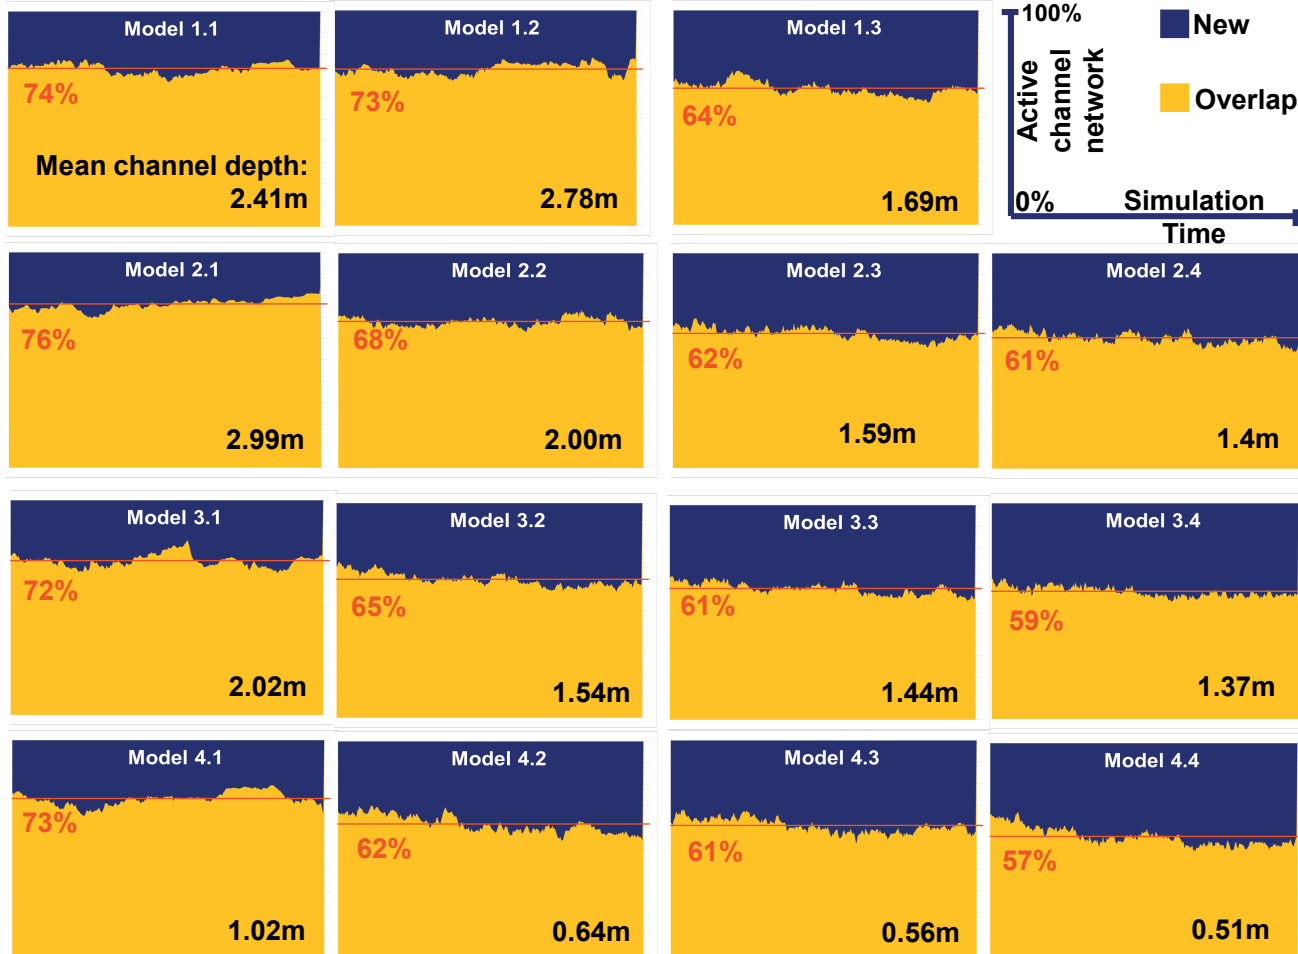 Model 1.1
74%
Mean channel depth:
2.41m
Model 1.2
73%
2.78m
Model 1.3
64%
1.69m
100%
Active
channel
network
0%
Simulation
Time
New
Overlap
Model 2.1
76%
2.99m
Model 2.2
68%
2.00m
Model 2.3
62%
1.59m
Model 2.4
61%
1.4m
Model 3.1
72%
2.02m
Model 3.2
65%
1.54m
Model 3.3
61%
1.44m
Model 3.4
59%
1.37m
Model 4.1
73%
1.02m
Model 4.2
62%
0.64m
Model 4.3
61%
0.56m
Model 4.4
57%
0.51m